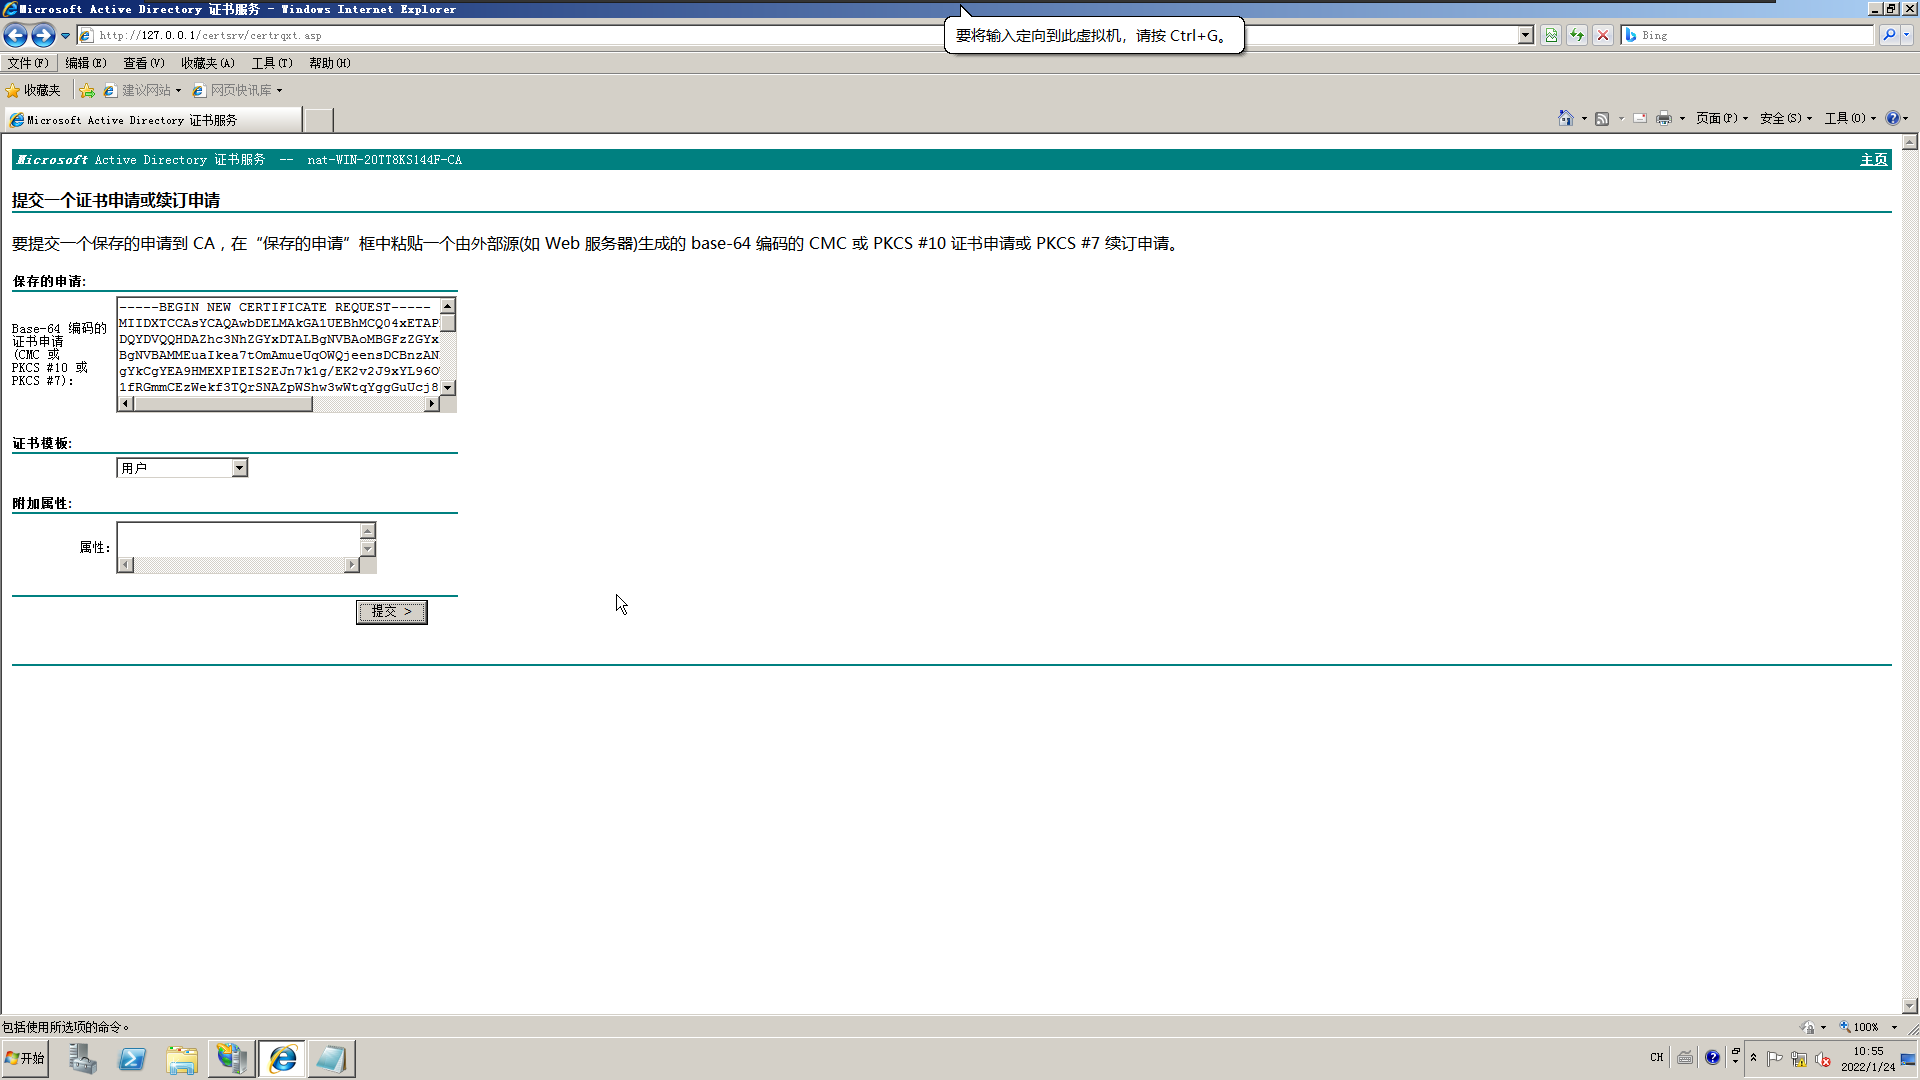 Microsoft Active Directory 证书服务 - Windows Internet Explorer
要将输入定向到此虚拟机，请按 Ctrl+G。
http://127.0.0.1/certsrv/certrqxt.asp
Bing
文件(F) 编辑(E) 查看(V) 收藏夹(A) 工具(T) 帮助(H)
收藏夹 建议网站 网页快讯库
Microsoft Active Directory 证书服务
页面(P) 安全(S) 工具(O)
Microsoft Active Directory 证书服务 -- nat-WIN-20TT8KS144F-CA
主页
提交一个证书申请或续订申请
要提交一个保存的申请到 CA，在“保存的申请”框中粘贴一个由外部源(如 Web 服务器)生成的 base-64 编码的 CMC 或 PKCS #10 证书申请或 PKCS #7 续订申请。
保存的申请:
Base-64 编码的
证书申请
(CMC 或
PKCS #10 或
PKCS #7):
-----BEGIN NEW CERTIFICATE REQUEST-----
MIIDXTCCAsYCAQAwbDELMAkGA1UEBhMCQ04xETAP
DQYDVQQHDAZhc3NhZGYxDTALBgNVBAoMBGFzZGYx
BgNVBAMMEuaIkea7tOmAmueUqOWQjeensDCBnzAN
gYkCgYEA9HMEXPIEIS2EJn7k1g/EK2v2J9xYL96O
1fRGmmCEzWekf3TQrSNAZpWShw3wWtqYggGuUcj8
证书模板:
用户
附加属性:
属性:
提交 >
包括使用所选项的命令。
100%
开始
CH
10:55
2022/1/24